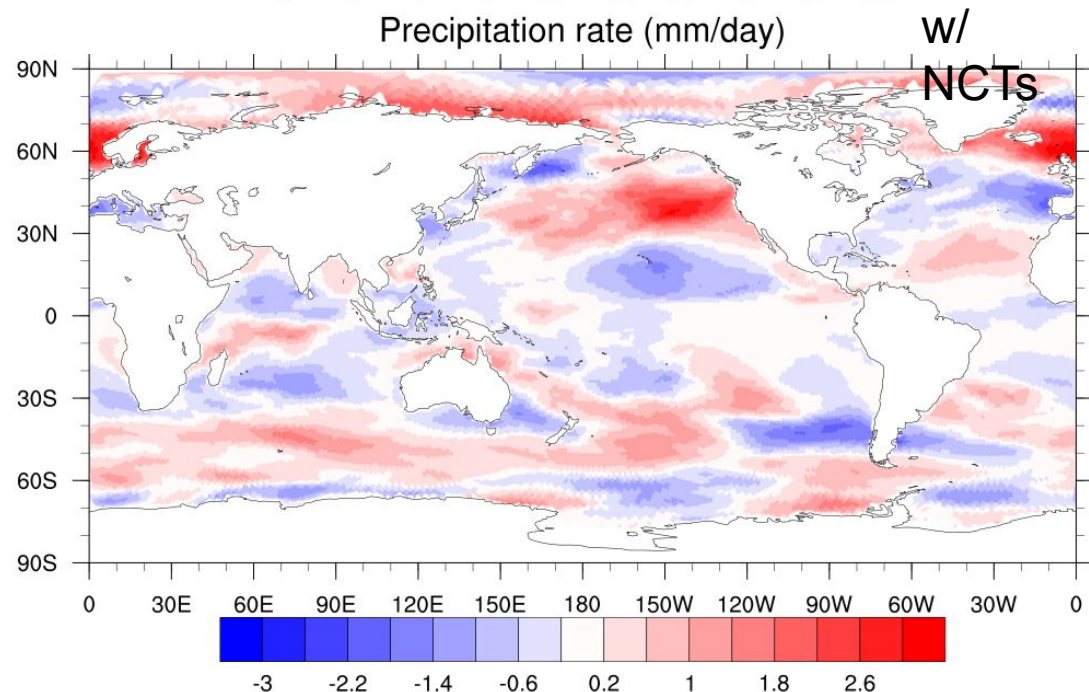 Precipitation rate (mm/day)
w/
NCTs
90N
60N
30N
0
30S
60S
90S
0 30E 60E 90E 120E 150E 180 150W 120W 90W 60W 30W 0
-3 -2.2 -1.4 -0.6 0.2 1 1.8 2.6